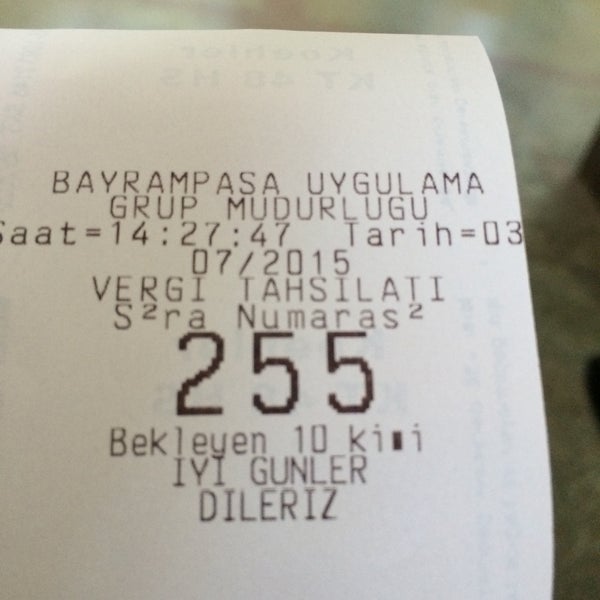 BAYRAMPASA UYGULAMA
GRUP MUDURLUGU
Saat=14:27:47 Tarih=03
07/2015
VERGI TAHSILATI
S²ra Numaras²
255
Bekleyen 10 ki▪i
IYI GUNLER
DILERIZ